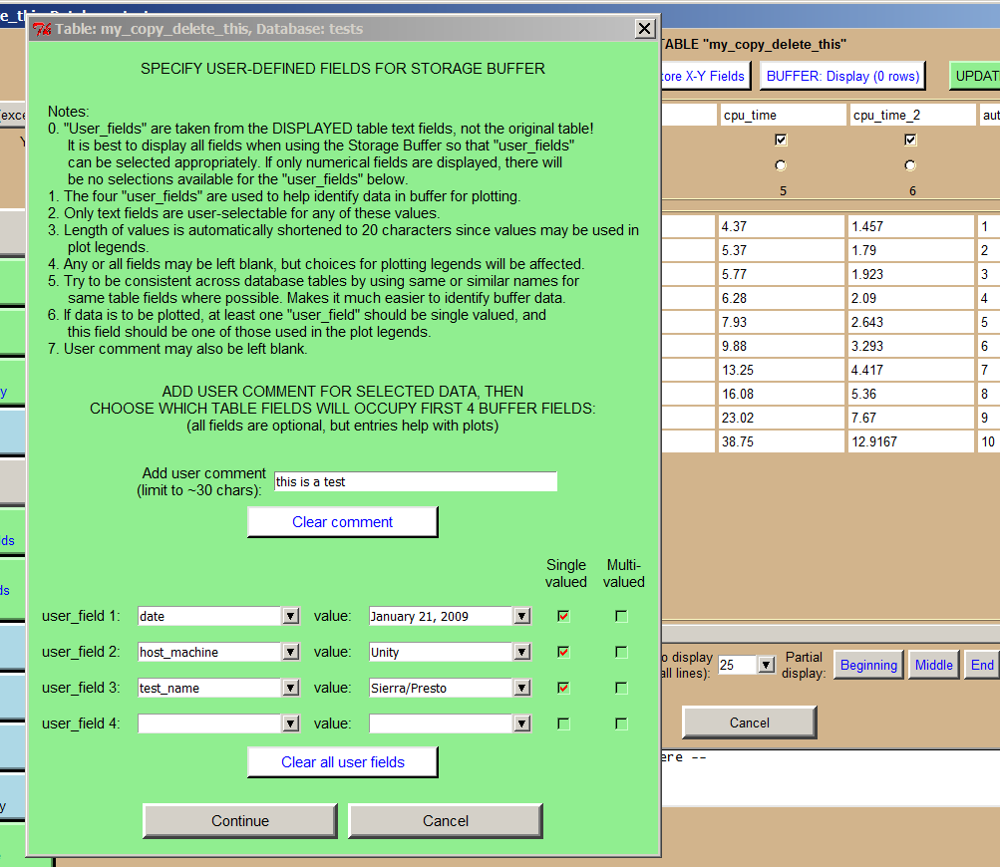 Table: my_copy_delete_this, Database: tests
SPECIFY USER-DEFINED FIELDS FOR STORAGE BUFFER
Notes:
0. "User_fields" are taken from the DISPLAYED table text fields, not the original table!
It is best to display all fields when using the Storage Buffer so that "user_fields"
can be selected appropriately. If only numerical fields are displayed, there will
be no selections available for the "user_fields" below.
1. The four "user_fields" are used to help identify data in buffer for plotting.
2. Only text fields are user-selectable for any of these values.
3. Length of values is automatically shortened to 20 characters since values may be used in
plot legends.
4. Any or all fields may be left blank, but choices for plotting legends will be affected.
5. Try to be consistent across database tables by using same or similar names for
same table fields where possible. Makes it much easier to identify buffer data.
6. If data is to be plotted, at least one "user_field" should be single valued, and
this field should be one of those used in the plot legends.
7. User comment may also be left blank.
ADD USER COMMENT FOR SELECTED DATA, THEN
CHOOSE WHICH TABLE FIELDS WILL OCCUPY FIRST 4 BUFFER FIELDS:
(all fields are optional, but entries help with plots)
Add user comment
(limit to ~30 chars): this is a test
Clear comment
Single Multi-
valued valued
user_field 1: date value: January 21, 2009
user_field 2: host_machine value: Unity
user_field 3: test_name value: Sierra/Presto
user_field 4: value:
Clear all user fields
Continue Cancel
TABLE "my_copy_delete_this"
ore X-Y Fields BUFFER: Display (0 rows) UPDAT
cpu_time cpu_time_2 aut
5 6
4.37 1.457 1
5.37 1.79 2
5.77 1.923 3
6.28 2.09 4
7.93 2.643 5
9.88 3.293 6
13.25 4.417 7
16.08 5.36 8
23.02 7.67 9
38.75 12.9167 10
o display 25 Partial Beginning Middle End
all lines): display:
Cancel
ere --